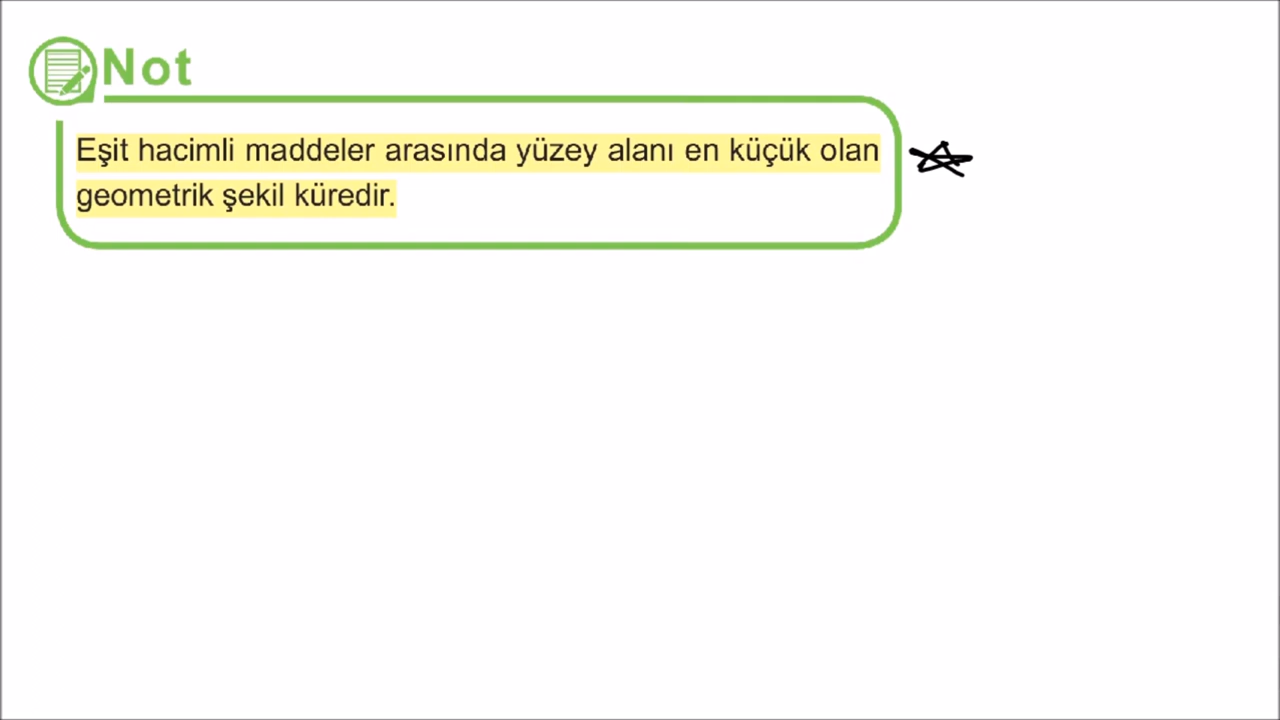 Not
Eşit hacimli maddeler arasında yüzey alanı en küçük olan
geometrik şekil küredir.